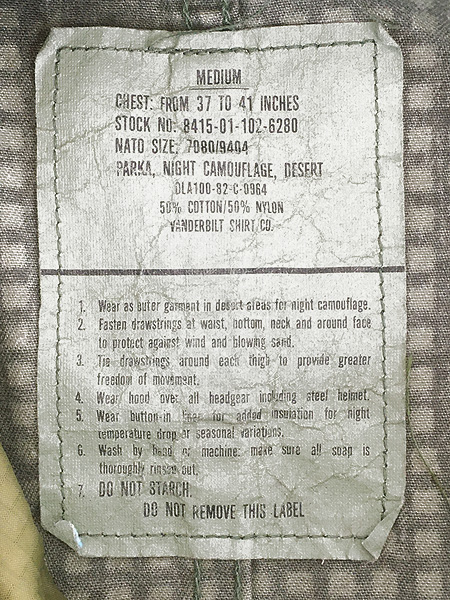 MEDIUM
CHEST: FROM 37 TO 41 INCHES
STOCK NO: 8415-01-102-6280
NATO SIZE: 7080/9404
PARKA, NIGHT CAMOUFLAGE, DESERT
DLA100-82-C-0964
50% COTTON/50% NYLON
VANDERBILT SHIRT CO.
1. Wear as outer garment in desert areas for night camouflage.
2. Fasten drawstrings at waist, bottom, neck and around face
to protect against wind and blowing sand.
3. Tie drawstrings around each thigh to provide greater
freedom of movement.
4. Wear hood over all headgear including steel helmet.
5. Wear button-in liner for added insulation for night
temperature drop or seasonal variations.
6. Wash by hand or machine: make sure all soap is
thoroughly rinsed out.
7. DO NOT STARCH.
DO NOT REMOVE THIS LABEL